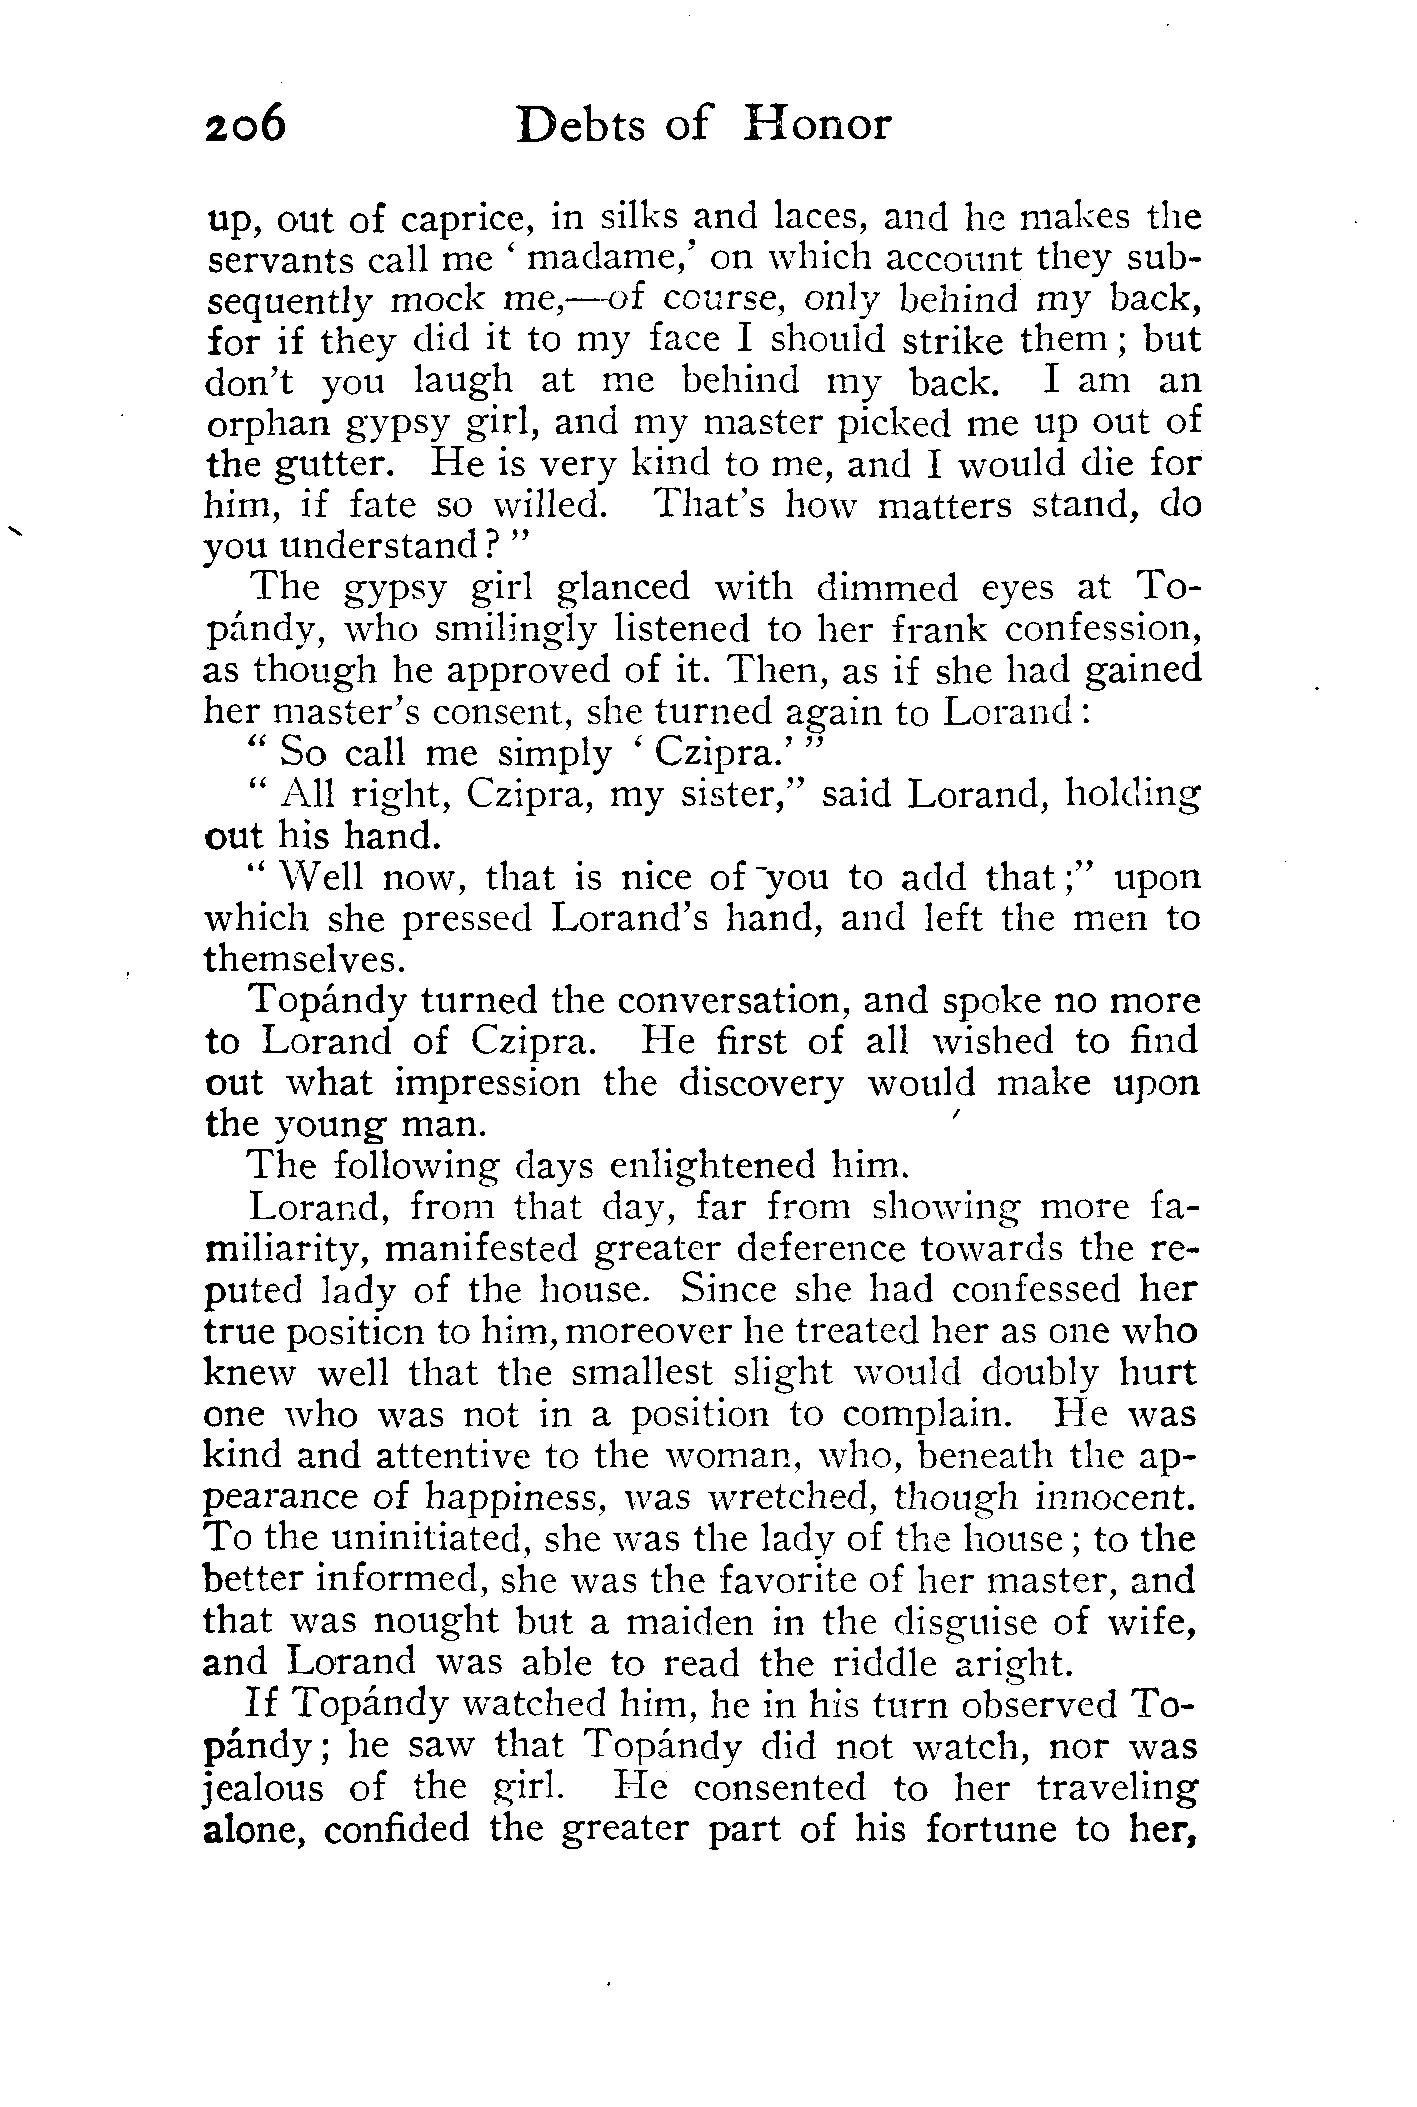 206 Debts of Honor
up, out of caprice, in silks and laces, and he makes the
servants call me ‘ madame,’ on which account they sub-
sequently mock me,—of course, only behind my back,
for if they did it to my face I should strike them ; but
don’t you laugh at me behind my back. I am an
orphan gypsy girl, and my master picked me up out of
the gutter. He is very kind to me, and I would die for
him, if fate so willed. That’s how matters stand, do
you understand ? ”
The gypsy girl glanced with dimmed eyes at To-
pándy, who smilingly listened to her frank confession,
as though he approved of it. Then, as if she had gained
her master’s consent, she turned again to Lorand :
“ So call me simply ‘ Czipra.’ ”
“ All right, Czipra, my sister,” said Lorand, holding
out his hand.
“ Well now, that is nice of you to add that ;” upon
which she pressed Lorand’s hand, and left the men to
themselves.
Topándy turned the conversation, and spoke no more
to Lorand of Czipra. He first of all wished to find
out what impression the discovery would make upon
the young man.
The following days enlightened him.
Lorand, from that day, far from showing more fa-
miliarity, manifested greater deference towards the re-
puted lady of the house. Since she had confessed her
true position to him, moreover he treated her as one who
knew well that the smallest slight would doubly hurt
one who was not in a position to complain. He was
kind and attentive to the woman, who, beneath the ap-
pearance of happiness, was wretched, though innocent.
To the uninitiated, she was the lady of the house ; to the
better informed, she was the favorite of her master, and
that was nought but a maiden in the disguise of wife,
and Lorand was able to read the riddle aright.
If Topándy watched him, he in his turn observed To-
pándy ; he saw that Topándy did not watch, nor was
jealous of the girl. He consented to her traveling
alone, confided the greater part of his fortune to her,